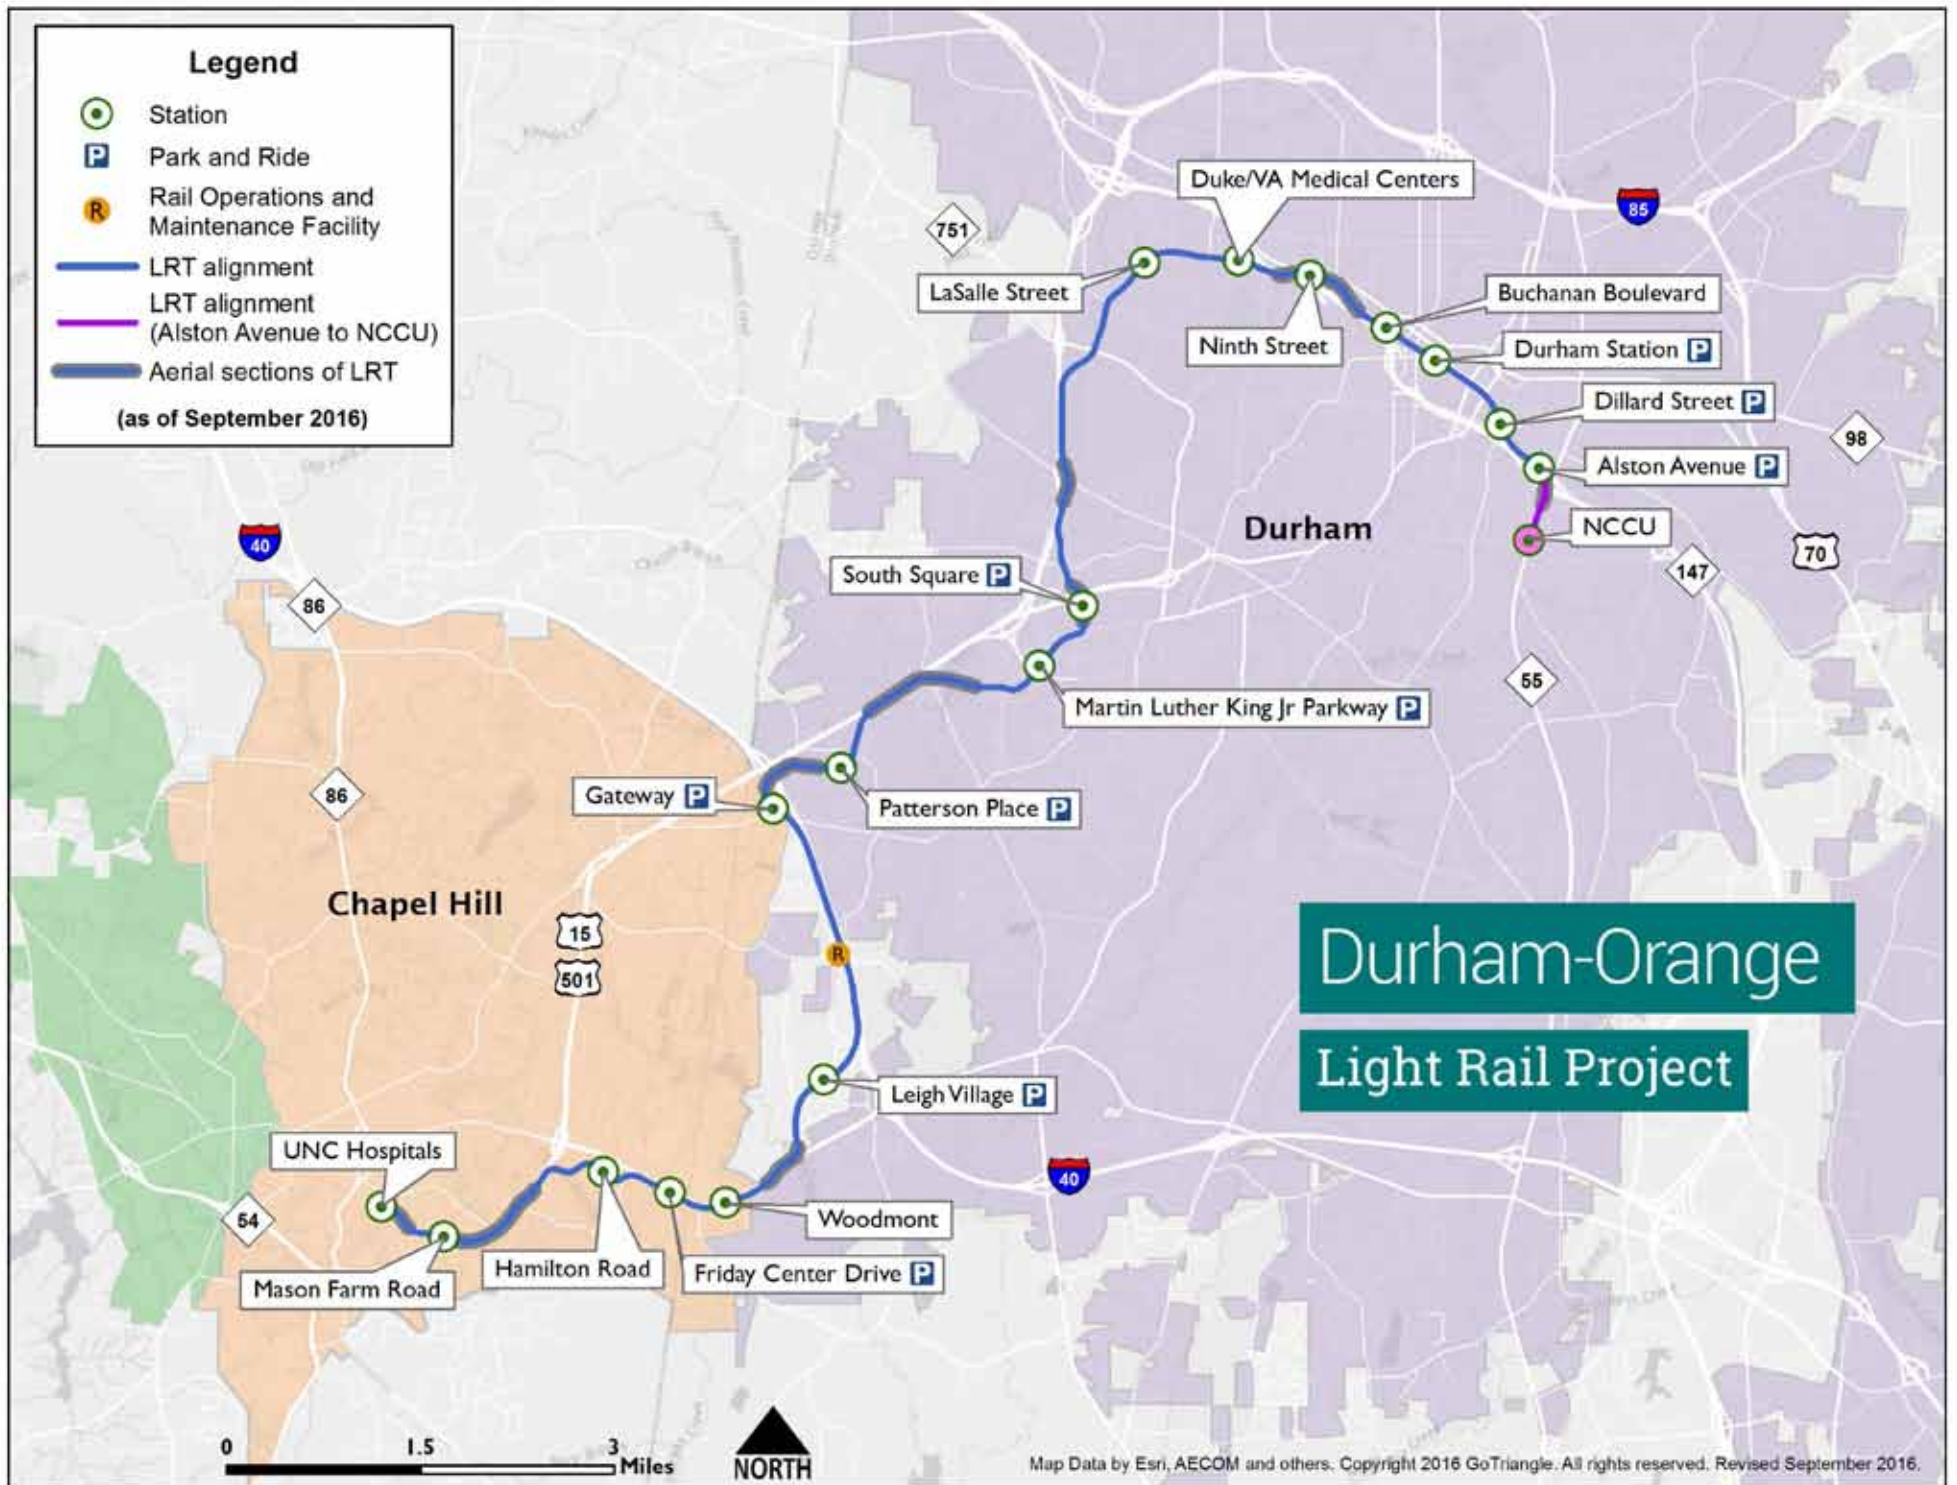 Legend
Station
P
Park and Ride
R
Rail Operations and
Maintenance Facility
LRT alignment
LRT alignment
(Alston Avenue to NCCU)
Aerial sections of LRT
(as of September 2016)
Duke/VA Medical Centers
85
751
LaSalle Street
Buchanan Boulevard
Ninth Street
Durham Station P
Dillard Street P
98
Alston Avenue P
Durham
NCCU
40
70
147
South Square P
86
55
Martin Luther King Jr Parkway P
Gateway P
86
Patterson Place P
Chapel Hill
15
501
R
Durham-Orange
Light Rail Project
Leigh Village P
UNC Hospitals
40
54
Woodmont
Hamilton Road
Friday Center Drive P
Mason Farm Road
0 1.5 3
Miles
NORTH
Map Data by Esri, AECOM and others. Copyright 2016 GoTriangle. All rights reserved. Revised September 2016.